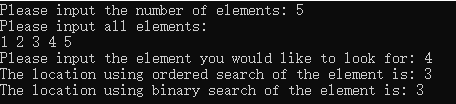 Please input the number of elements: 5
Please input all elements:
1 2 3 4 5
Please input the element you would like to look for: 4
The location using ordered search of the element is: 3
The location using binary search of the element is: 3